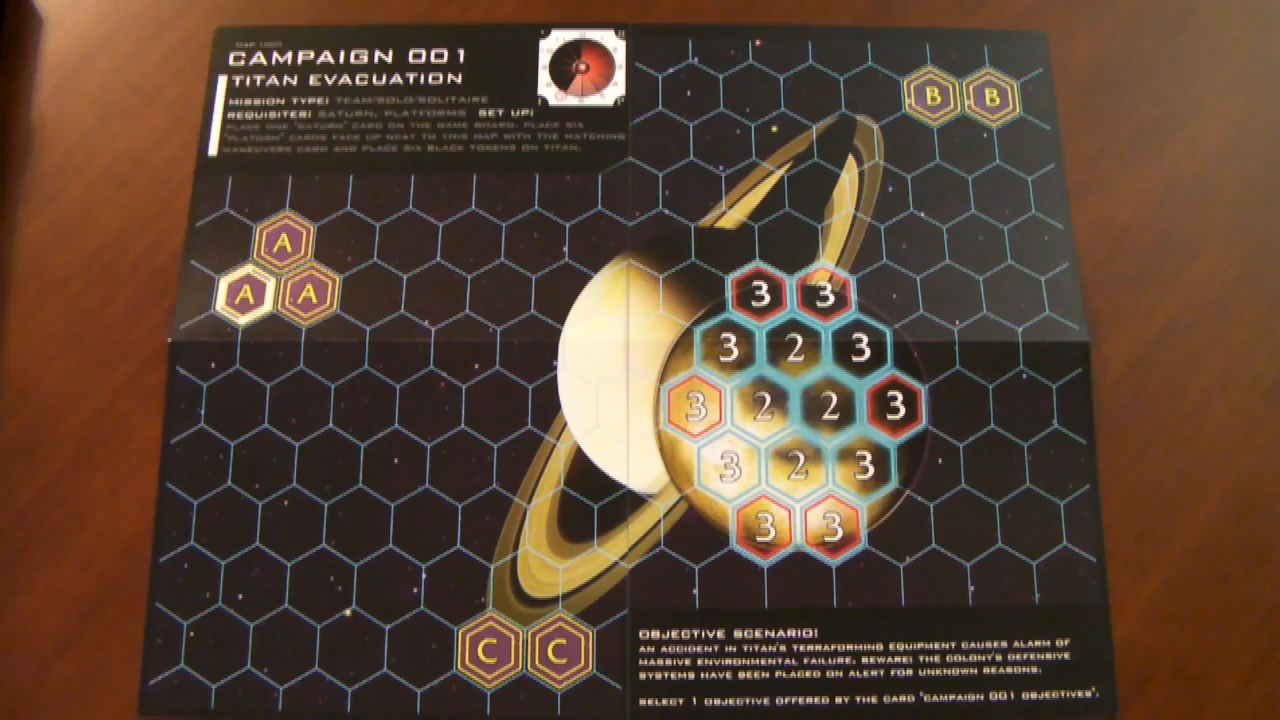 CAMPAIGN 001
TITAN EVACUATION
MISSION TYPE: TEAM/SOLO/SOLITAIRE
REQUISITES: SATURN, PLATFORMS SET UP:
PLACE ONE "SATURN" CARD ON THE GAME BOARD. PLACE SIX
"PLATFORM" CARDS FACE UP NEXT TO THIS MAP WITH THE MATCHING
MANEUVERS CARD AND PLACE SIX BLACK TOKENS ON TITAN.
B B
A
A A
3 3
3 2 3
3 2 2 3
3 2 3
3 3
C C
OBJECTIVE SCENARIO:
AN ACCIDENT IN TITAN'S TERRAFORMING EQUIPMENT CAUSES ALARM OF
MASSIVE ENVIRONMENTAL FAILURE. BEWARE! THE COLONY'S DEFENSIVE
SYSTEMS HAVE BEEN PLACED ON ALERT FOR UNKNOWN REASONS.
SELECT 1 OBJECTIVE OFFERED BY THE CARD "CAMPAIGN 001 OBJECTIVES".